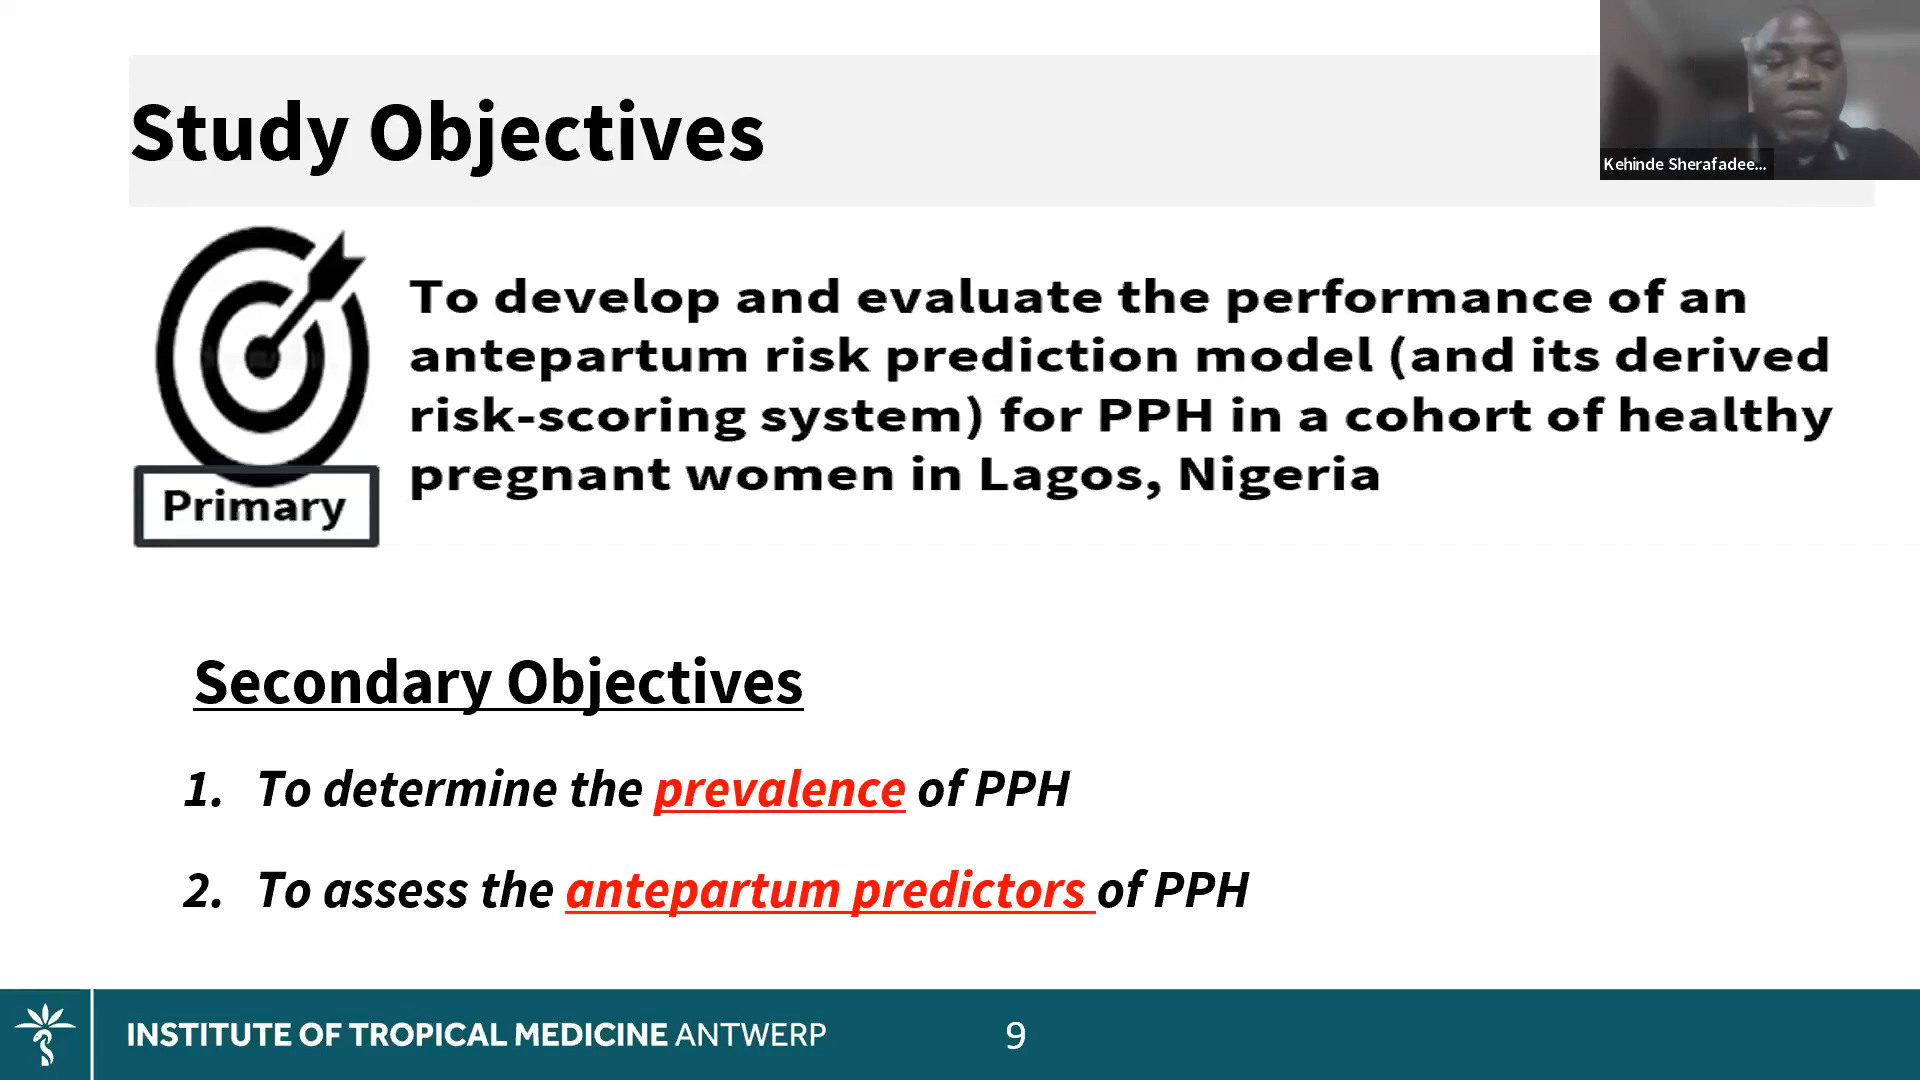 Study Objectives
Kehinde Sherafadee...
To develop and evaluate the performance of an
antepartum risk prediction model (and its derived
risk-scoring system) for PPH in a cohort of healthy
pregnant women in Lagos, Nigeria
Primary
Secondary Objectives
1. To determine the prevalence of PPH
2. To assess the antepartum predictors of PPH
INSTITUTE OF TROPICAL MEDICINE ANTWERP
9